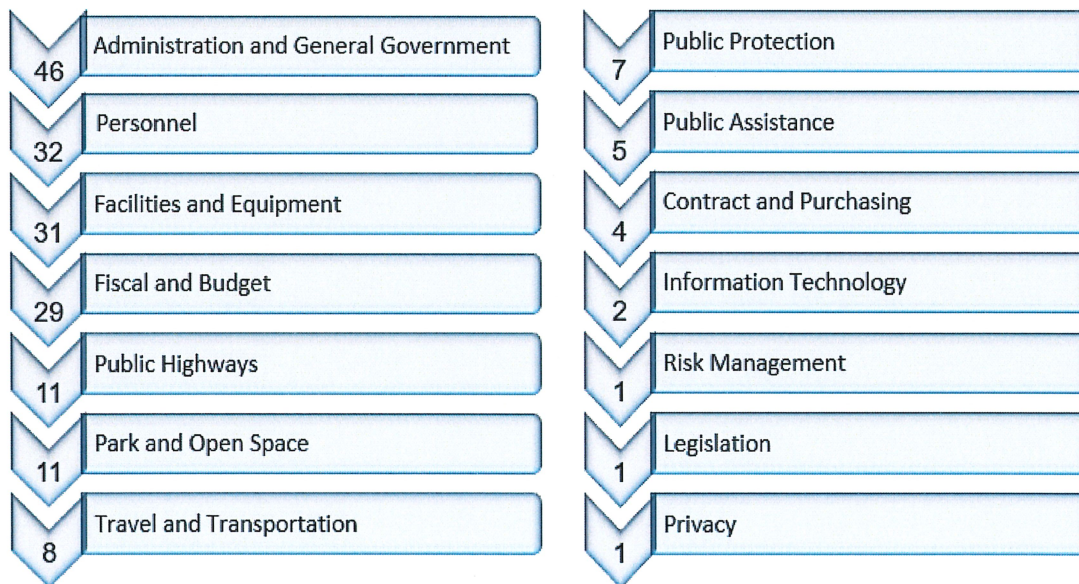 46 Administration and General Government
32 Personnel
31 Facilities and Equipment
29 Fiscal and Budget
11 Public Highways
11 Park and Open Space
8 Travel and Transportation
7 Public Protection
5 Public Assistance
4 Contract and Purchasing
2 Information Technology
1 Risk Management
1 Legislation
1 Privacy